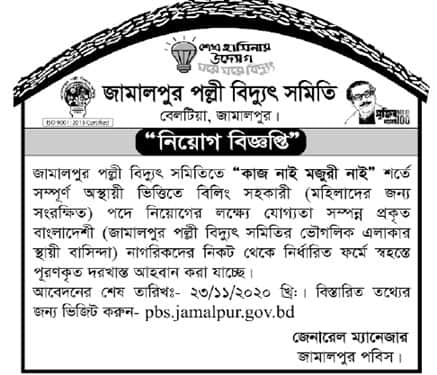 শেখ হাসিনার
উদ্যোগ
ঘরে ঘরে বিদ্যুৎ
জামালপুর পল্লী বিদ্যুৎ সমিতি
বেলটিয়া, জামালপুর।
ISO 9001:2015 Certified
মুজিব
100
“নিয়োগ বিজ্ঞপ্তি”
জামালপুর পল্লী বিদ্যুৎ সমিতিতে “কাজ নাই মজুরী নাই” শর্তে
সম্পূর্ণ অস্থায়ী ভিত্তিতে বিলিং সহকারী (মহিলাদের জন্য
সংরক্ষিত) পদে নিয়োগের লক্ষ্যে যোগ্যতা সম্পন্ন প্রকৃত
বাংলাদেশী (জামালপুর পল্লী বিদ্যুৎ সমিতির ভৌগলিক এলাকার
স্থায়ী বাসিন্দা) নাগরিকদের নিকট থেকে নির্ধারিত ফর্মে স্বহস্তে
পূরণকৃত দরখাস্ত আহবান করা যাচ্ছে।
আবেদনের শেষ তারিখঃ- ২৩/১১/২০২০ খ্রি:। বিস্তারিত তথ্যের
জন্য ভিজিট করুন- pbs.jamalpur.gov.bd
জেনারেল ম্যানেজার
জামালপুর পবিস।